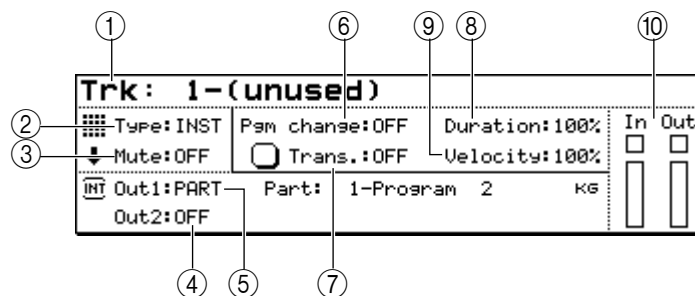 ① ⑥ ⑨ ⑧ ⑩
Trk: 1-(unused)
② Type:INST Pgm change:OFF Duration:100% In Out
③ Mute:OFF Trans.:OFF Velocity:100%
INT Out1:PART Part: 1-Program 2 KG
Out2:OFF
④ ⑤ ⑦